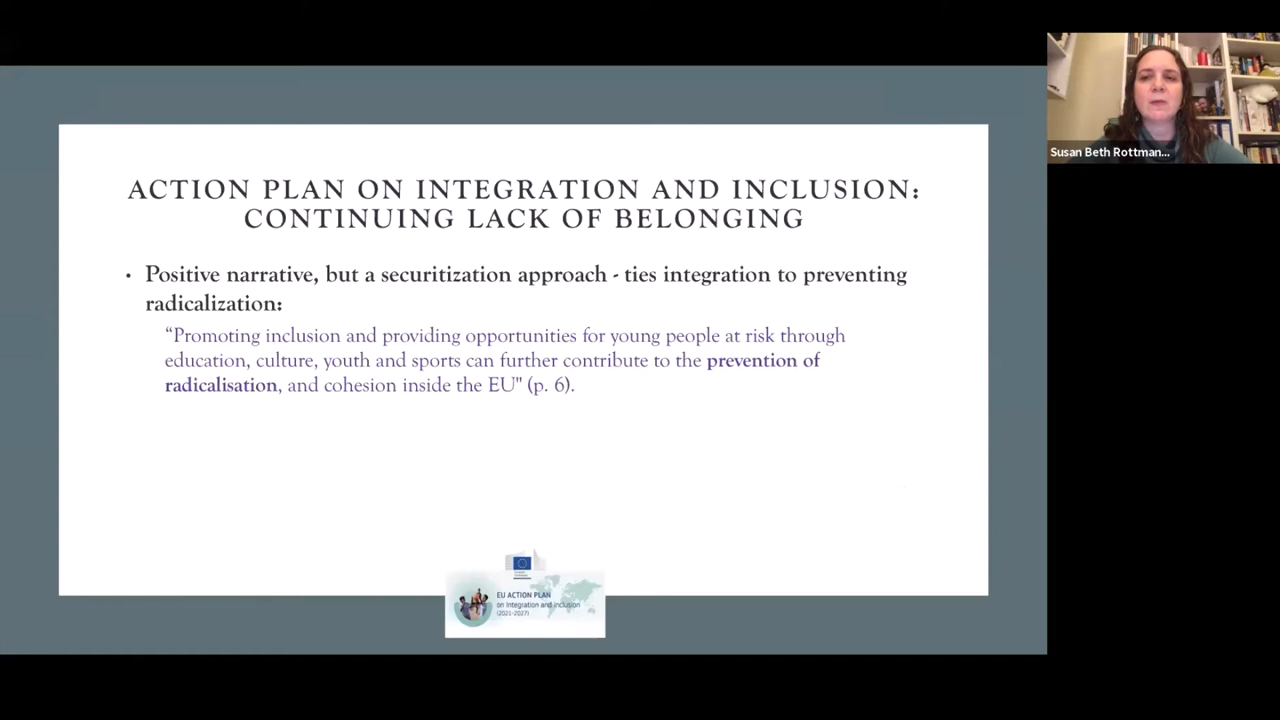 ACTION PLAN ON INTEGRATION AND INCLUSION:
CONTINUING LACK OF BELONGING
• Positive narrative, but a securitization approach - ties integration to preventing
radicalization:
“Promoting inclusion and providing opportunities for young people at risk through
education, culture, youth and sports can further contribute to the prevention of
radicalisation, and cohesion inside the EU" (p. 6).
EU ACTION PLAN
on Integration and Inclusion
(2021-2027)
Susan Beth Rottman...